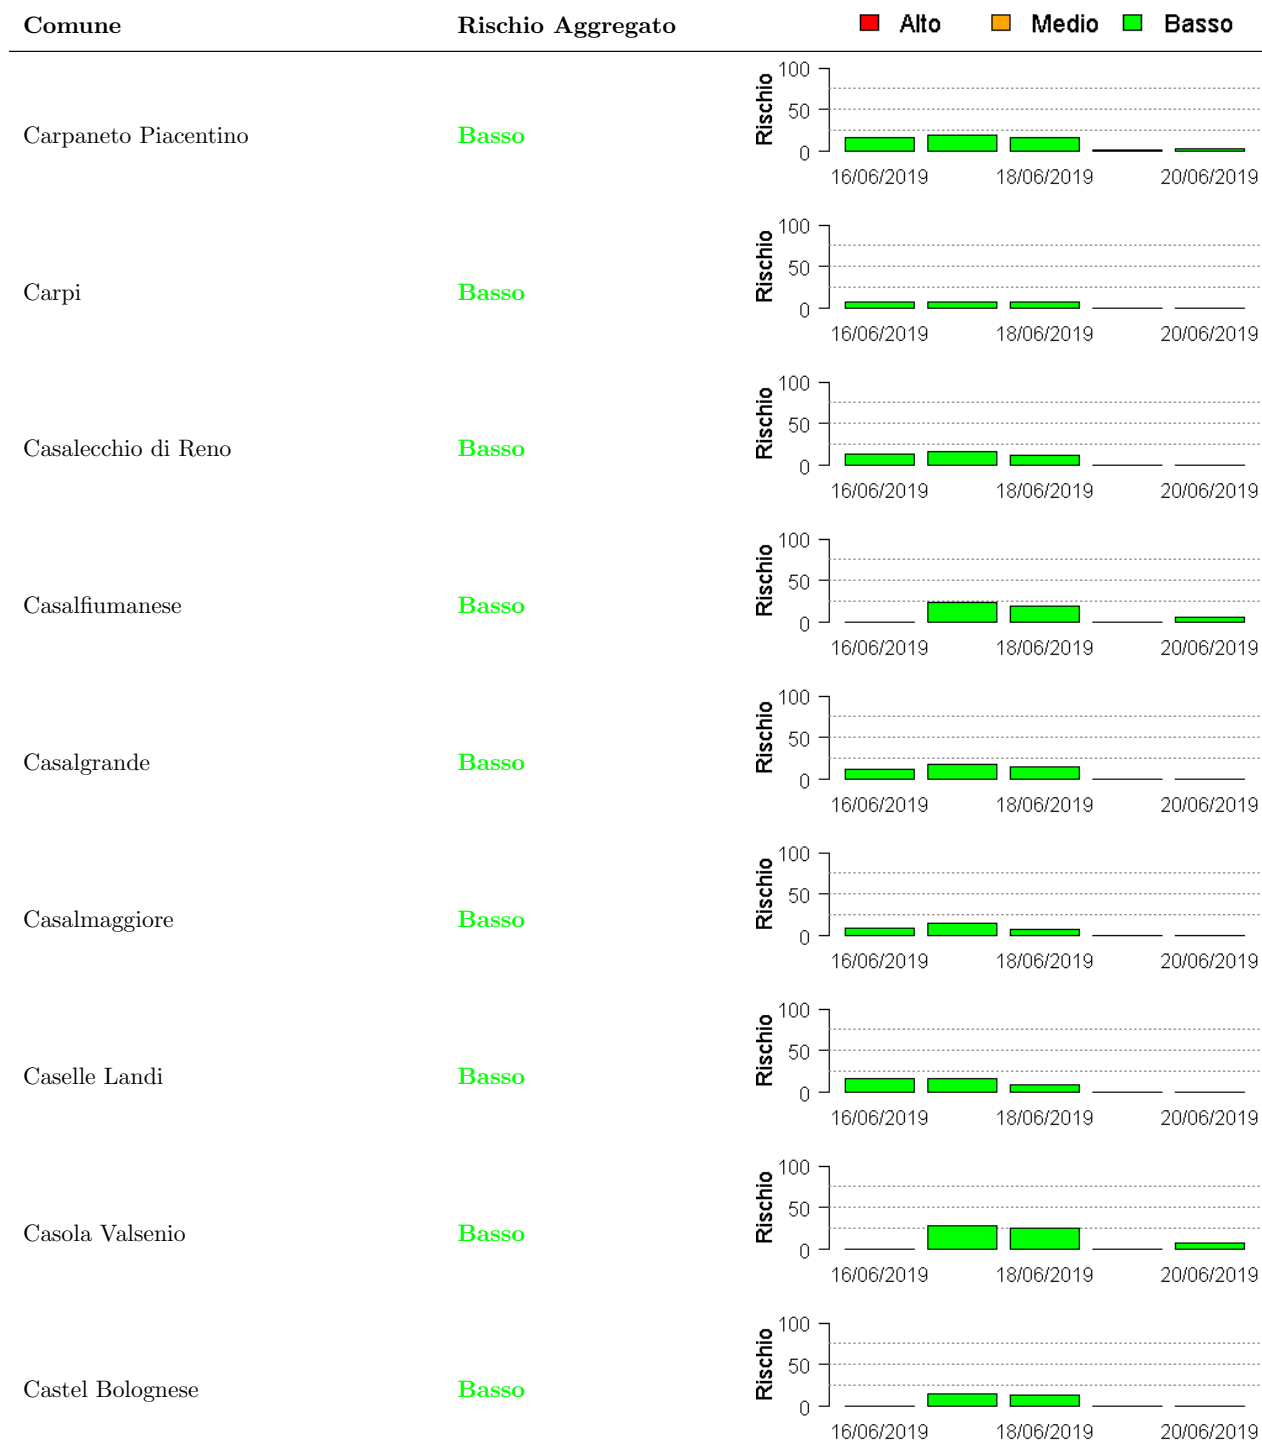 Comune Rischio Aggregato Alto Medio Basso
Carpaneto Piacentino Basso
Rischio
100
50
0
16/06/2019 18/06/2019 20/06/2019
Carpi Basso
Rischio
100
50
0
16/06/2019 18/06/2019 20/06/2019
Casalecchio di Reno Basso
Rischio
100
50
0
16/06/2019 18/06/2019 20/06/2019
Casalfiumanese Basso
Rischio
100
50
0
16/06/2019 18/06/2019 20/06/2019
Casalgrande Basso
Rischio
100
50
0
16/06/2019 18/06/2019 20/06/2019
Casalmaggiore Basso
Rischio
100
50
0
16/06/2019 18/06/2019 20/06/2019
Caselle Landi Basso
Rischio
100
50
0
16/06/2019 18/06/2019 20/06/2019
Casola Valsenio Basso
Rischio
100
50
0
16/06/2019 18/06/2019 20/06/2019
Castel Bolognese Basso
Rischio
100
50
0
16/06/2019 18/06/2019 20/06/2019